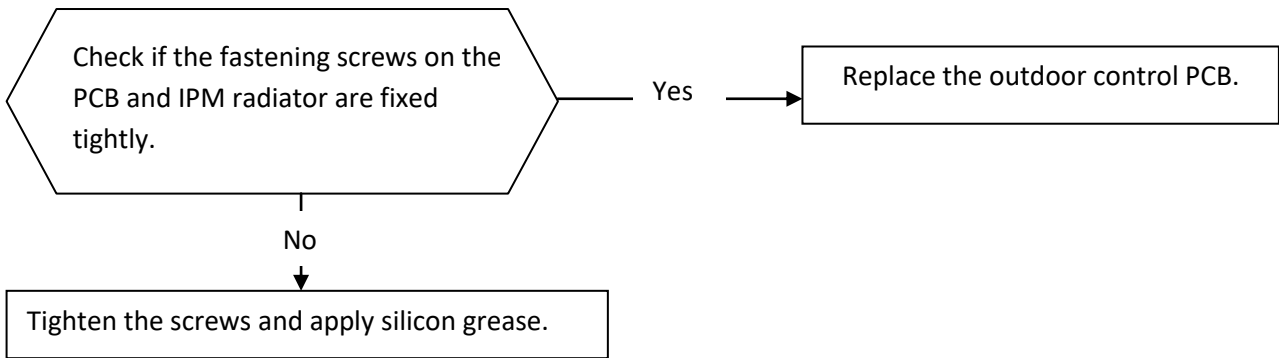 Check if the fastening screws on the
PCB and IPM radiator are fixed
tightly.
Yes
Replace the outdoor control PCB.
No
Tighten the screws and apply silicon grease.